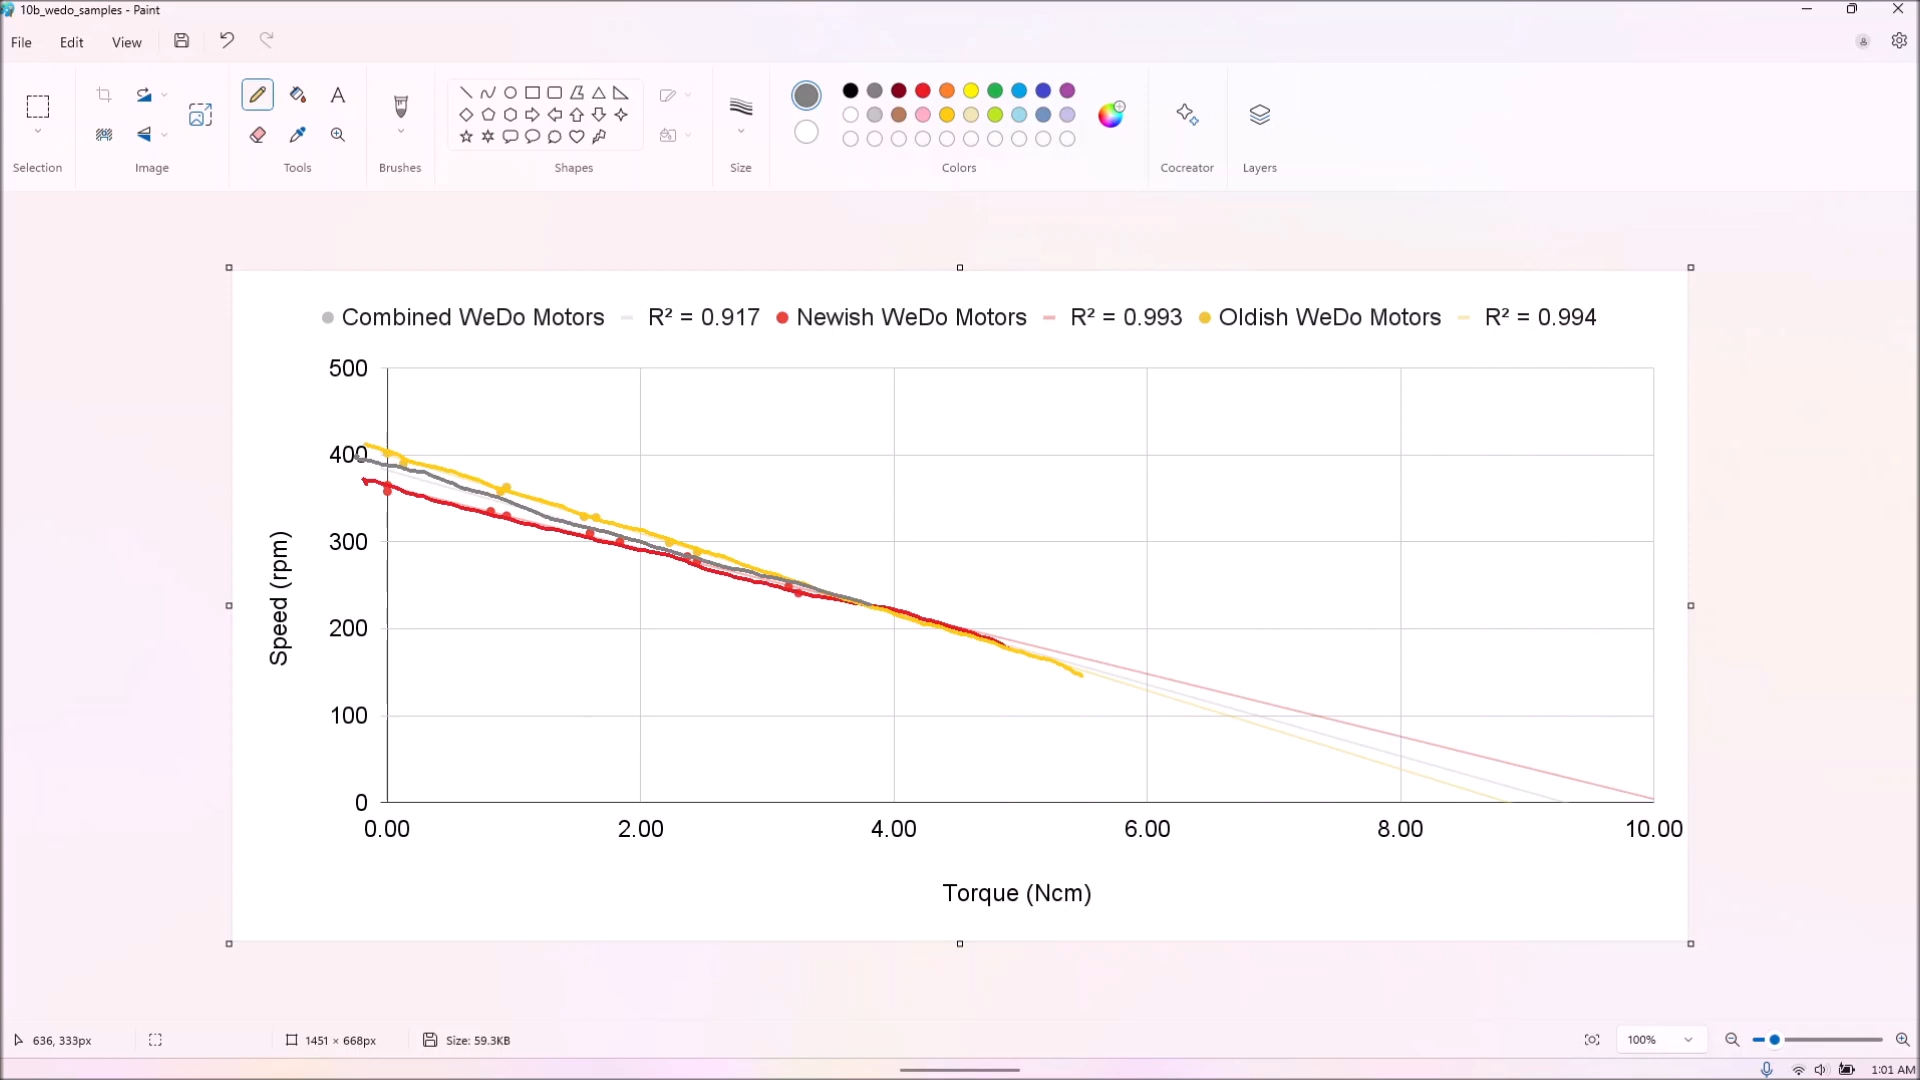 10b_wedo_samples - Paint
File Edit View
Selection Image Tools Brushes Shapes Size Colors Cocreator Layers
Combined WeDo Motors R² = 0.917 Newish WeDo Motors R² = 0.993 Oldish WeDo Motors R² = 0.994
500
400
300
200
100
0
Speed (rpm)
0.00 2.00 4.00 6.00 8.00 10.00
Torque (Ncm)
636, 333px 1451 × 668px Size: 59.3KB 100%
1:01 AM